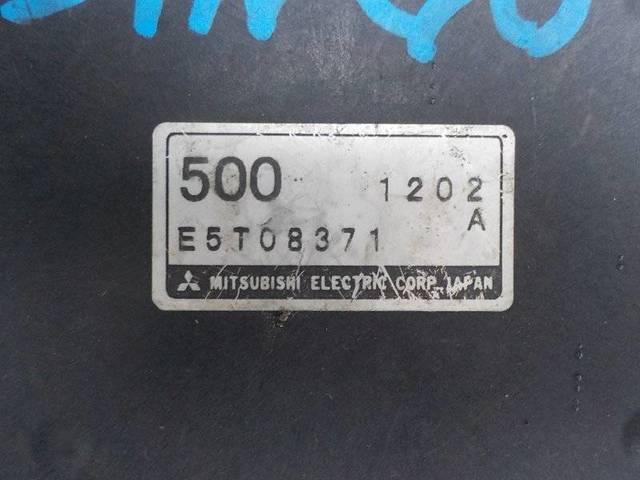 500 1202
A
E5T08371
MITSUBISHI ELECTRIC CORP. JAPAN